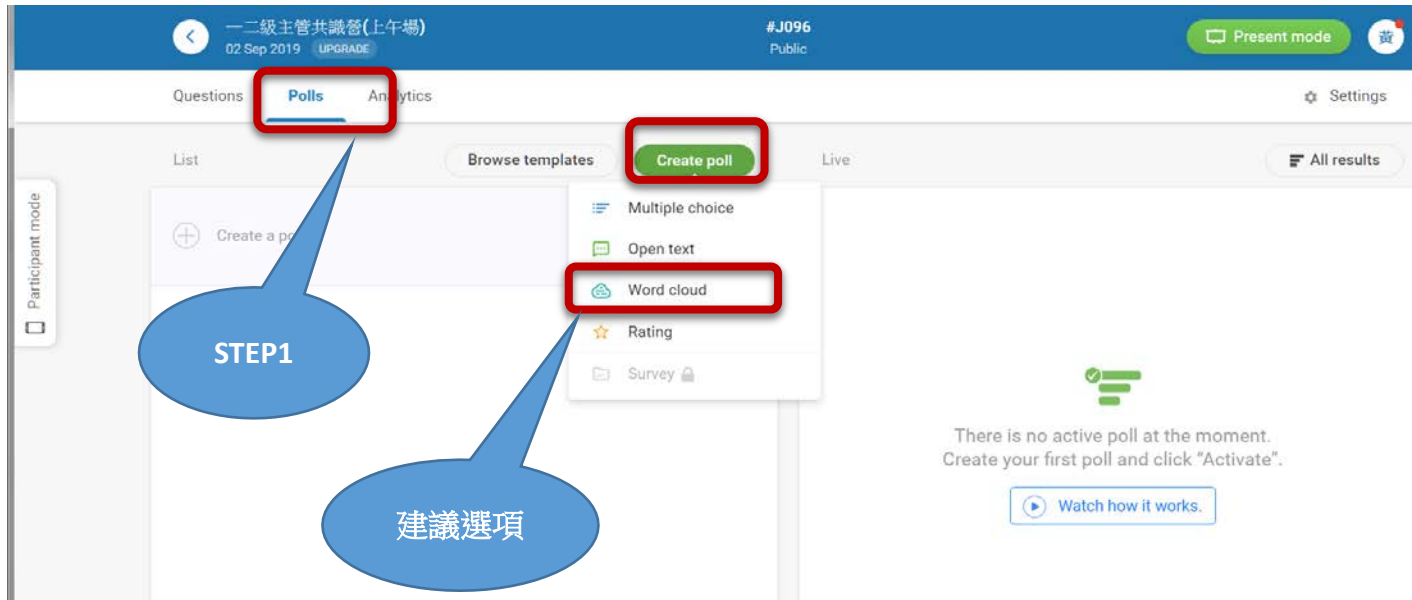 一二級主管共識營(上午場)
02 Sep 2019 UPGRADE
#J096
Public
Present mode
黃
Questions Polls Analytics
Settings
List
Browse templates
Create poll
Live
All results
Participant mode
Create a
Multiple choice
Open text
Word cloud
Rating
Survey
STEP1
建議選項
There is no active poll at the moment.
Create your first poll and click "Activate".
Watch how it works.